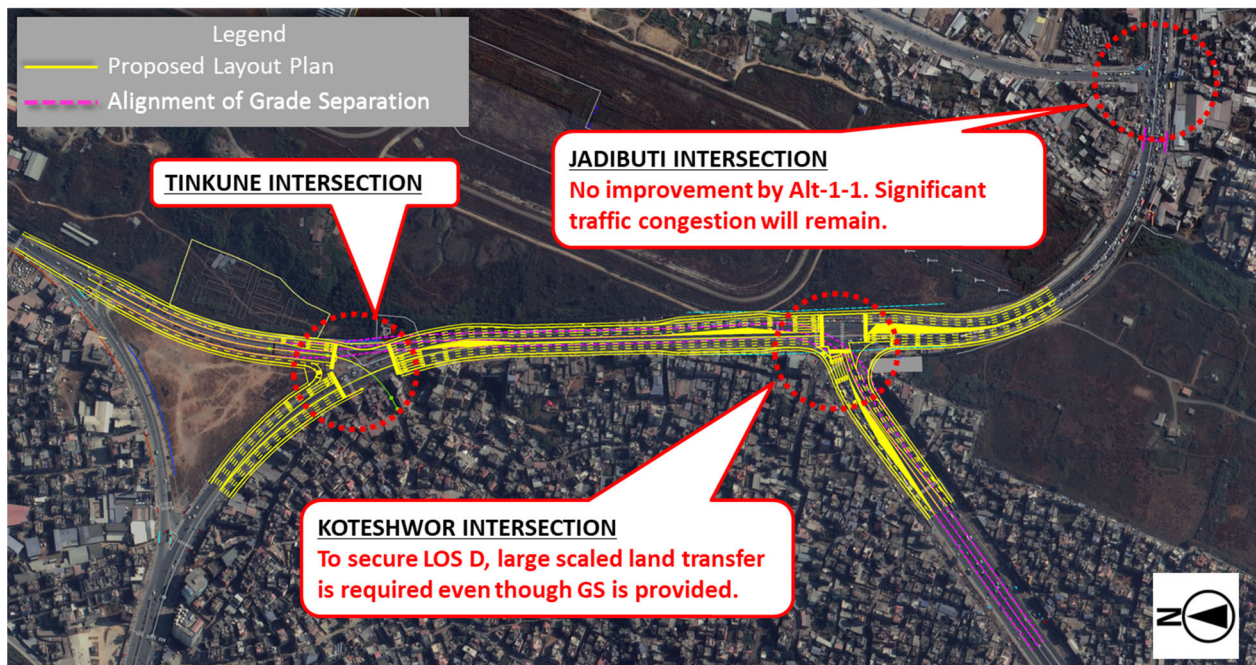 Legend
Proposed Layout Plan
Alignment of Grade Separation
TINKUNE INTERSECTION
JADIBUTI INTERSECTION
No improvement by Alt-1-1. Significant
traffic congestion will remain.
KOTESHWOR INTERSECTION
To secure LOS D, large scaled land transfer
is required even though GS is provided.
N